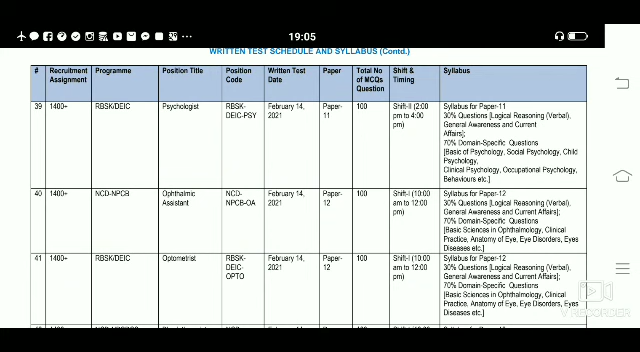 19:05
WRITTEN TEST SCHEDULE AND SYLLABUS (Contd.)
# Recruitment Assignment Programme Position Title Position Code Written Test Date Paper Total No of MCQs Question Shift & Timing Syllabus
39 1400+ RBSK/DEIC Psychologist RBSK-DEIC-PSY February 14, 2021 Paper-11 100 Shift-II (2:00 pm to 4:00 pm) Syllabus for Paper-11
30% Questions [Logical Reasoning (Verbal),
General Awareness and Current
Affairs];
70% Domain-Specific Questions
[Basic of Psychology, Social Psychology, Child
Psychology,
Clinical Psychology, Occupational Psychology,
Behaviours etc.]
40 1400+ NCD-NPCB Ophthalmic Assistant NCD-NPCB-OA February 14, 2021 Paper-12 100 Shift-I (10:00 am to 12:00 pm) Syllabus for Paper-12
30% Questions [Logical Reasoning (Verbal),
General Awareness and Current Affairs];
70% Domain-Specific Questions
[Basic Sciences in Ophthalmology, Clinical
Practice, Anatomy of Eye, Eye Disorders, Eyes
Diseases etc.]
41 1400+ RBSK/DEIC Optometrist RBSK-DEIC-OPTO February 14, 2021 Paper-12 100 Shift-I (10:00 am to 12:00 pm) Syllabus for Paper-12
30% Questions [Logical Reasoning (Verbal),
General Awareness and Current Affairs];
70% Domain-Specific Questions
[Basic Sciences in Ophthalmology, Clinical
Practice, Anatomy of Eye, Eye Disorders, Eyes
Diseases etc.]
RECORDER